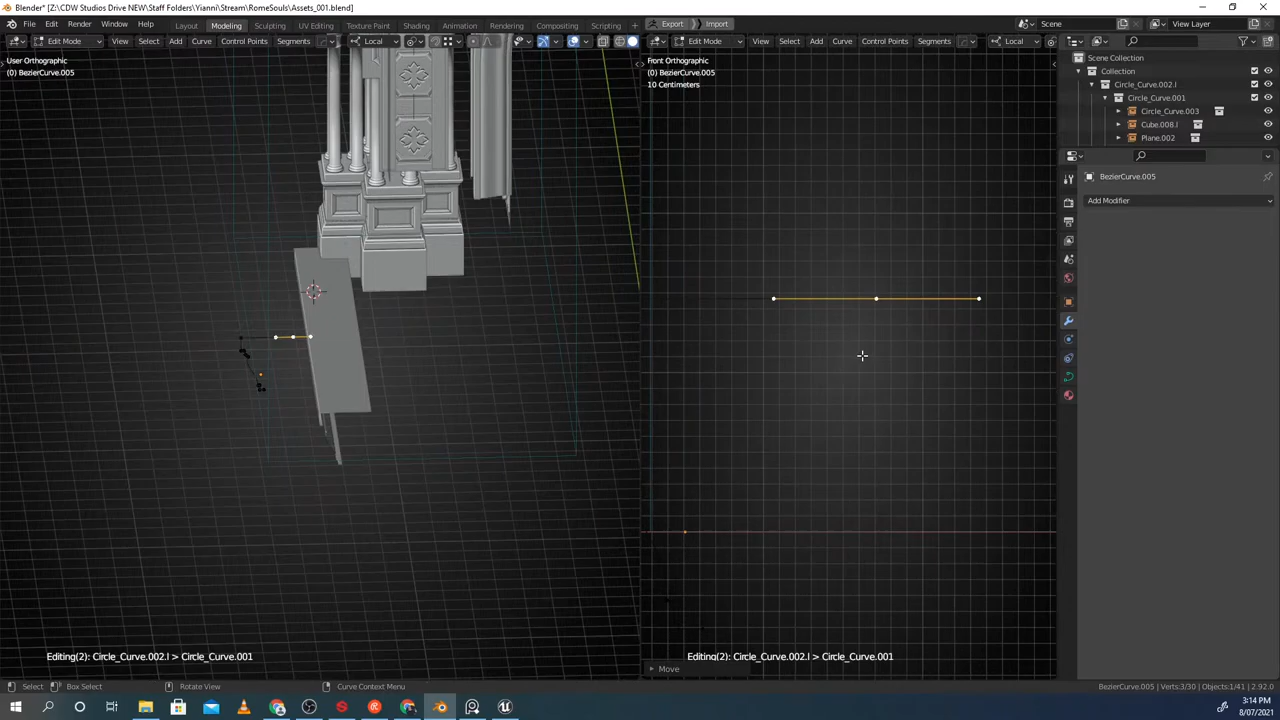 Blender* [Z:\CDW Studios Drive NEW\Staff Folders\Yianni\Stream\RomeSouls\Assets_001.blend]
File Edit Render Window Help Layout Modeling Sculpting UV Editing Texture Paint Shading Animation Rendering Compositing Scripting Export Import Scene View Layer
Edit Mode View Select Add Curve Control Points Segments Local
Edit Mode View Select Add Curve Control Points Segments Local
User Orthographic
(0) BezierCurve.005
Front Orthographic
(0) BezierCurve.005
10 Centimeters
Scene Collection
Collection
Circle_Curve.002.l
Circle_Curve.001
Circle_Curve.003
Cube.008.l
Plane.002
BezierCurve.005
Add Modifier
Editing(2): Circle_Curve.002.l > Circle_Curve.001
Editing(2): Circle_Curve.002.l > Circle_Curve.001
Move
Select Box Select Rotate View Curve Context Menu
BezierCurve.005 | Verts:3/30 | Objects:1/41 | 2.92.0
3:14 PM
8/07/2021